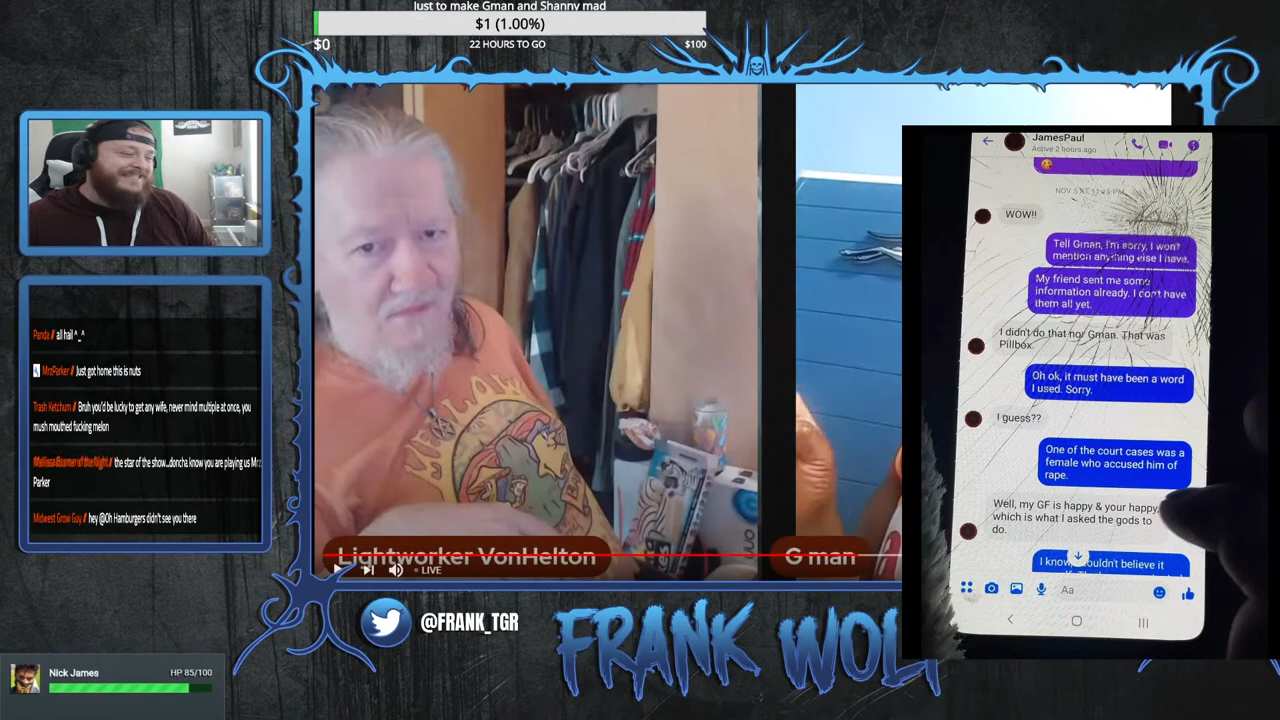 Just to make Gman and Shanny mad
$1 (1.00%)
$0
22 HOURS TO GO
$100
Panda // all hail ^_^
MrzParker // Just got home this is nuts
Trash Ketchum // Bruh you'd be lucky to get any wife, never mind multiple at once, you
mush mouthed fucking melon
the star of the show...doncha know you are playing us Mrz
Parker
Midwest Grow Guy // hey @Oh Hamburgers didn't see you there
Nick James
HP 85/100
Lightworker VonHelton
LIVE
G man
@FRANK_TGR
FRANK WOLF
JamesPaul
Active 2 hours ago
WOW!!
Tell Gman, I'm sorry, I won't
mention anything else I have.
My friend sent me some
information already. I dont have
them all yet.
I didn't do that nor Gman. That was
Pillbox.
Oh ok, it must have been a word
I used. Sorry.
I guess??
One of the court cases was a
female who accused him of
rape.
Well, my GF is happy & your happy,
which is what I asked the gods to
do.
I know, couldn't believe it
Aa